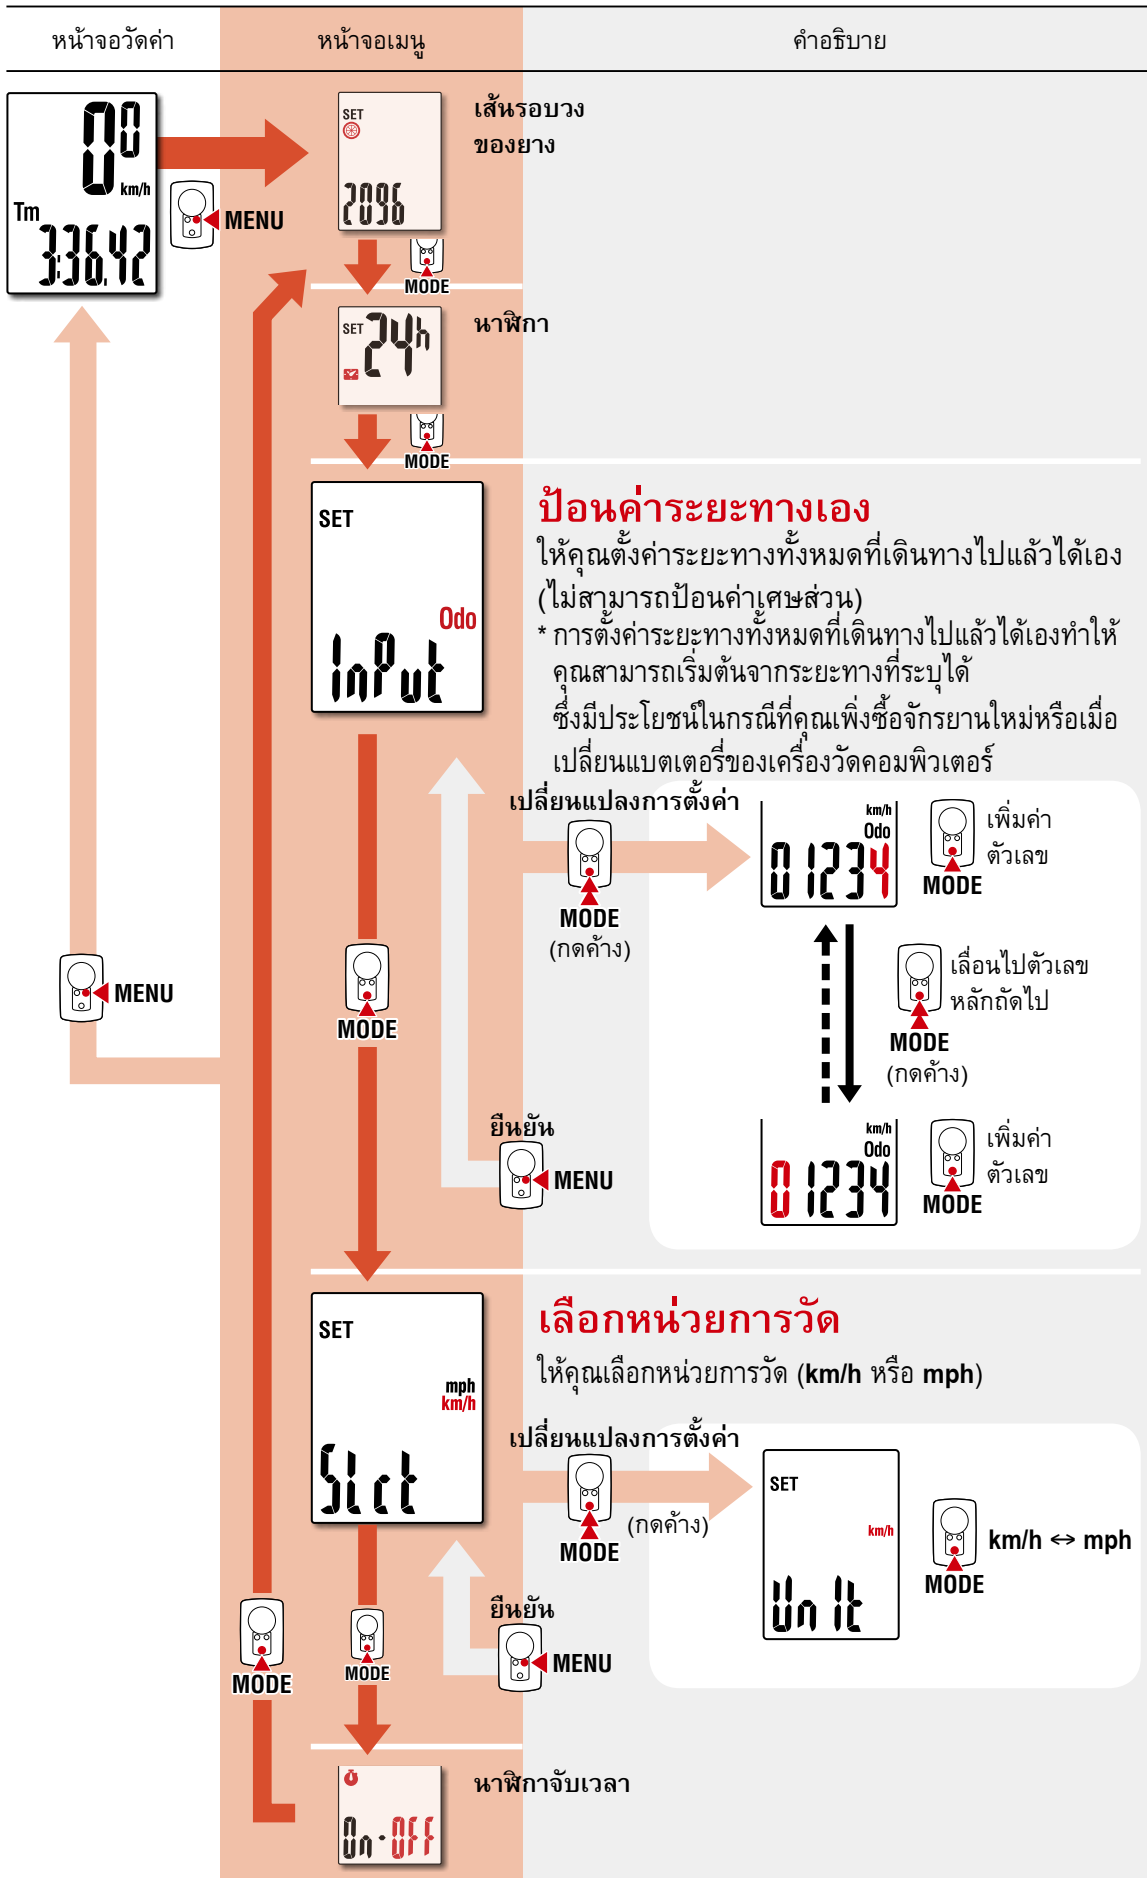 หน้าจอวัดค่า
หน้าจอเมนู
คำอธิบาย
0 0
km/h
Tm
3:36.42
MENU
SET
2096
เส้นรอบวง
ของยาง
MODE
SET 24h
นาฬิกา
MODE
SET
Odo
InPut
ป้อนค่าระยะทางเอง
ให้คุณตั้งค่าระยะทางทั้งหมดที่เดินทางไปแล้วได้เอง
(ไม่สามารถป้อนค่าเศษส่วน)
* การตั้งค่าระยะทางทั้งหมดที่เดินทางไปแล้วได้เองทำให้
คุณสามารถเริ่มต้นจากระยะทางที่ระบุได้
ซึ่งมีประโยชน์ในกรณีที่คุณเพิ่งซื้อจักรยานใหม่หรือเมื่อ
เปลี่ยนแบตเตอรี่ของเครื่องวัดคอมพิวเตอร์
เปลี่ยนแปลงการตั้งค่า
MODE
(กดค้าง)
km/h
Odo
01234
เพิ่มค่า
ตัวเลข
MODE
เลื่อนไปตัวเลข
หลักถัดไป
MODE
(กดค้าง)
MENU
MODE
ยืนยัน
MENU
km/h
Odo
01234
เพิ่มค่า
ตัวเลข
MODE
SET
mph
km/h
Slct
เลือกหน่วยการวัด
ให้คุณเลือกหน่วยการวัด (km/h หรือ mph)
เปลี่ยนแปลงการตั้งค่า
(กดค้าง)
MODE
SET
km/h
Unit
km/h ↔ mph
MODE
ยืนยัน
MENU
MODE
MODE
On-OFF
นาฬิกาจับเวลา